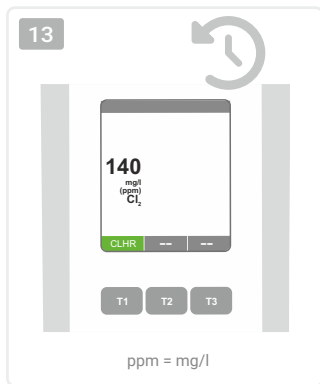 13
140
mg/l
(ppm)
Cl₂
CLHR -- --
T1 T2 T3
ppm = mg/l